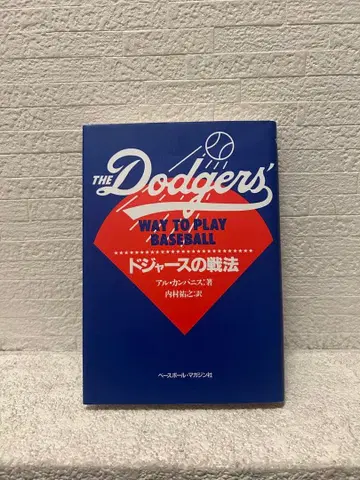 THE Dodgers'
WAY TO PLAY
BASEBALL
ドジャースの戦法
アル・カンパニス 著
内村祐之 訳
ベースボール・マガジン社